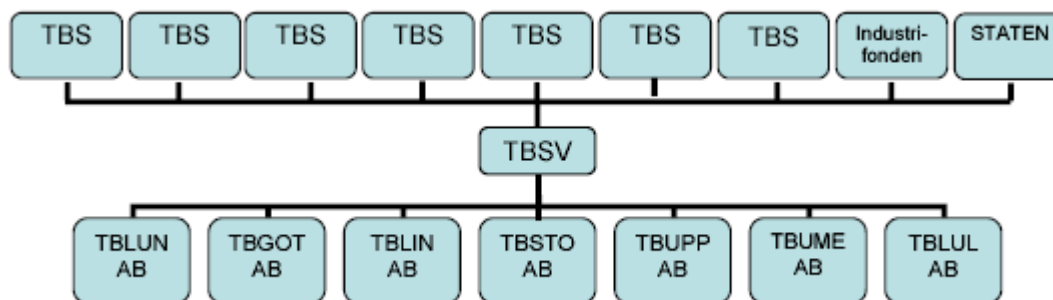 TBS TBS TBS TBS TBS TBS TBS Industri- STATEN
fonden
TBSV
TBLUN TBGOT TBLIN TBSTO TBUPP TBUME TBLUL
AB AB AB AB AB AB AB